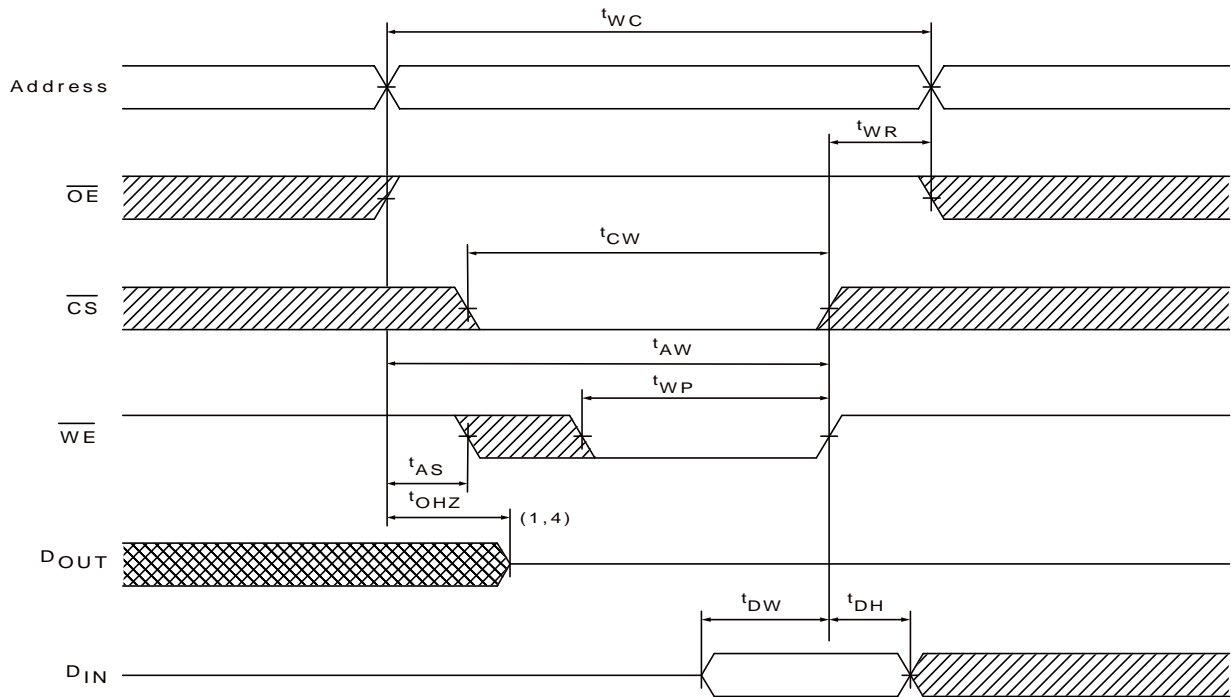 tWC
Address
tWR
OE
tCW
CS
tAW
tWP
WE
tAS
tOHZ (1,4)
DOUT
tDW tDH
DIN